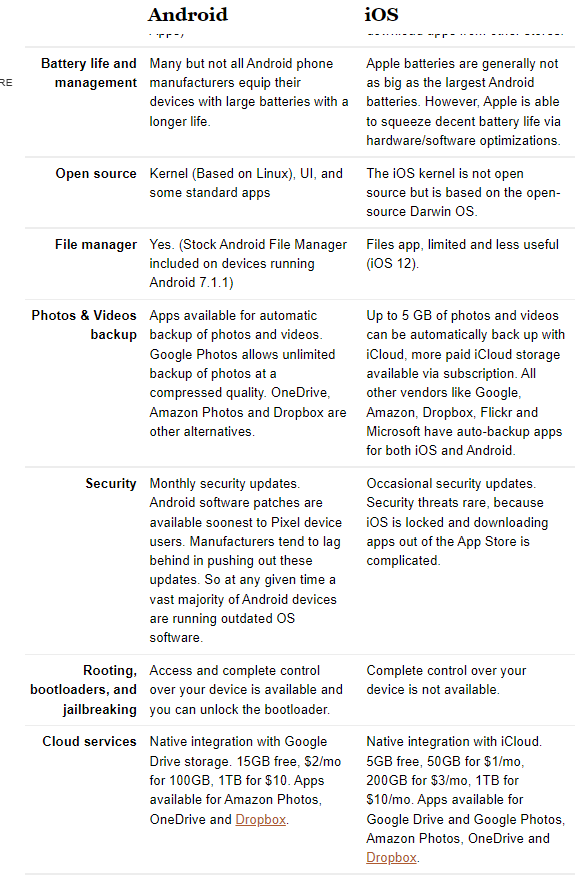 Android iOS
Apps)
download apps from other stores.
RE
Battery life and
management
Many but not all Android phone
manufacturers equip their
devices with large batteries with a
longer life.
Apple batteries are generally not
as big as the largest Android
batteries. However, Apple is able
to squeeze decent battery life via
hardware/software optimizations.
Open source
Kernel (Based on Linux), UI, and
some standard apps
The iOS kernel is not open
source but is based on the open-
source Darwin OS.
File manager
Yes. (Stock Android File Manager
included on devices running
Android 7.1.1)
Files app, limited and less useful
(iOS 12).
Photos & Videos
backup
Apps available for automatic
backup of photos and videos.
Google Photos allows unlimited
backup of photos at a
compressed quality. OneDrive,
Amazon Photos and Dropbox are
other alternatives.
Up to 5 GB of photos and videos
can be automatically back up with
iCloud, more paid iCloud storage
available via subscription. All
other vendors like Google,
Amazon, Dropbox, Flickr and
Microsoft have auto-backup apps
for both iOS and Android.
Security
Monthly security updates.
Android software patches are
available soonest to Pixel device
users. Manufacturers tend to lag
behind in pushing out these
updates. So at any given time a
vast majority of Android devices
are running outdated OS
software.
Occasional security updates.
Security threats rare, because
iOS is locked and downloading
apps out of the App Store is
complicated.
Rooting,
bootloaders, and
jailbreaking
Access and complete control
over your device is available and
you can unlock the bootloader.
Complete control over your
device is not available.
Cloud services
Native integration with Google
Drive storage. 15GB free, $2/mo
for 100GB, 1TB for $10. Apps
available for Amazon Photos,
OneDrive and Dropbox.
Native integration with iCloud.
5GB free, 50GB for $1/mo,
200GB for $3/mo, 1TB for
$10/mo. Apps available for
Google Drive and Google Photos,
Amazon Photos, OneDrive and
Dropbox.